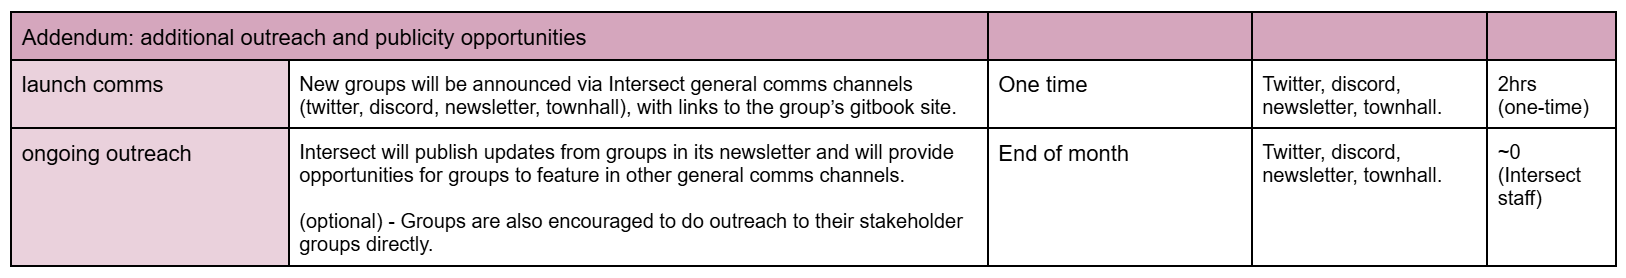 Addendum: additional outreach and publicity opportunities
launch comms
New groups will be announced via Intersect general comms channels
(twitter, discord, newsletter, townhall), with links to the group’s gitbook site.
One time
Twitter, discord,
newsletter, townhall.
2hrs
(one-time)
ongoing outreach
Intersect will publish updates from groups in its newsletter and will provide
opportunities for groups to feature in other general comms channels.
(optional) - Groups are also encouraged to do outreach to their stakeholder
groups directly.
End of month
Twitter, discord,
newsletter, townhall.
~0
(Intersect
staff)